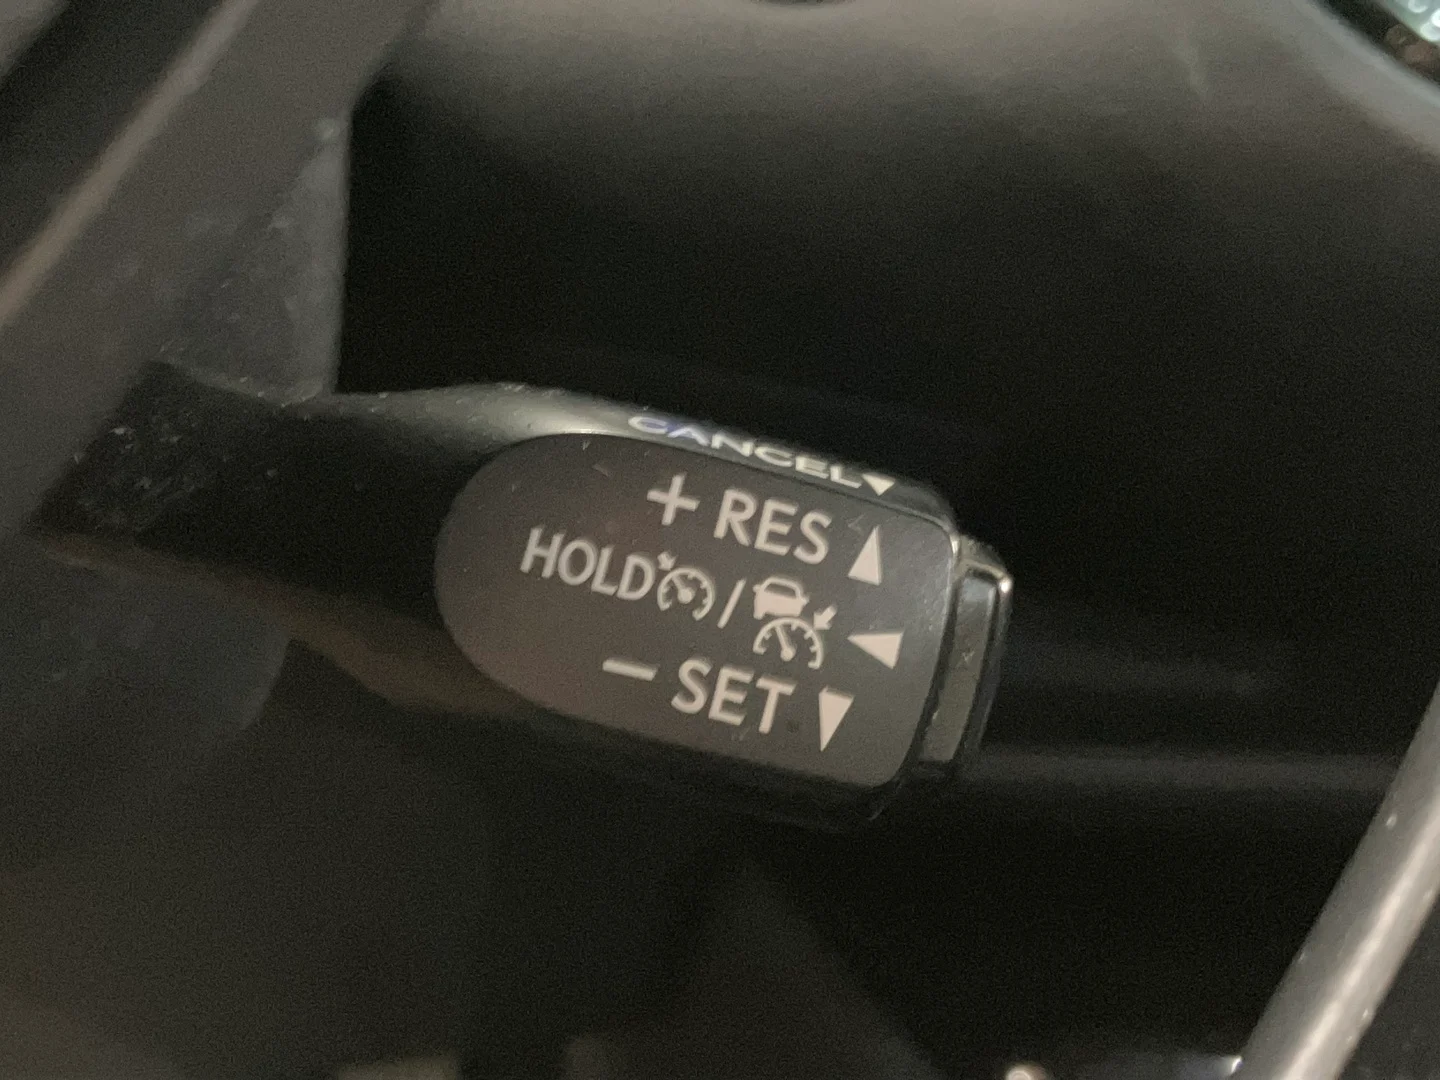 CANCEL▼
+ RES ▲
HOLD / ◀
− SET ▼